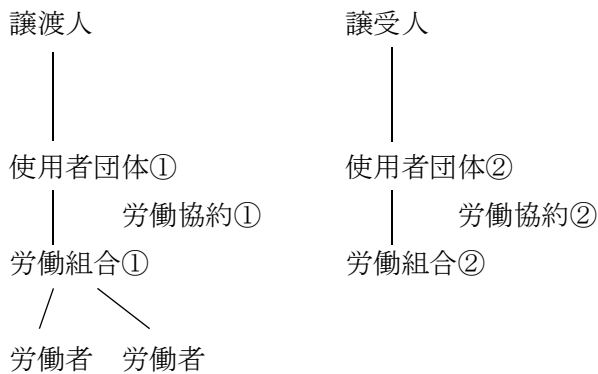 譲渡人 譲受人
使用者団体① 使用者団体②
労働協約① 労働協約②
労働組合① 労働組合②
労働者 労働者